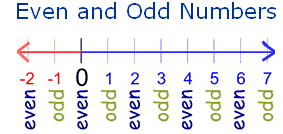 Even and Odd Numbers
-2 -1 0 1 2 3 4 5 6 7
even odd even odd even odd even odd even odd